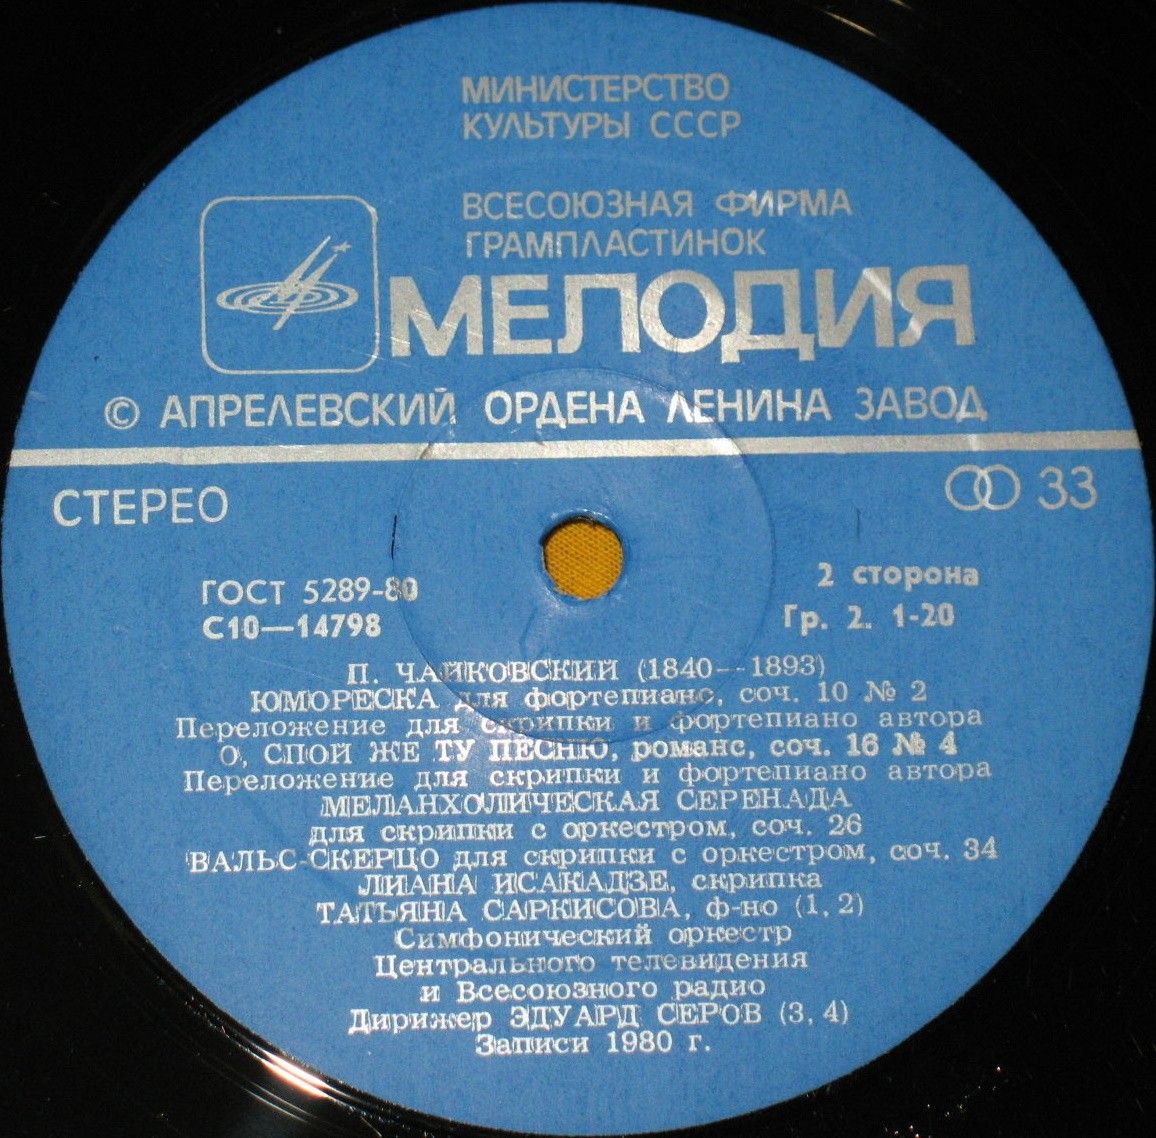 МИНИСТЕРСТВО
КУЛЬТУРЫ СССР
ВСЕСОЮЗНАЯ ФИРМА
ГРАМПЛАСТИНОК
МЕЛОДИЯ
© АПРЕЛЕВСКИЙ ОРДЕНА ЛЕНИНА ЗАВОД
СТЕРЕО
33
ГОСТ 5289-80
С10—14798
2 сторона
Гр. 2. 1-20
П. ЧАЙКОВСКИЙ (1840—1893)
ЮМОРЕСКА для фортепиано, соч. 10 № 2
Переложение для скрипки и фортепиано автора
О, СПОЙ ЖЕ ТУ ПЕСНЮ, романс, соч. 16 № 4
Переложение для скрипки и фортепиано автора
МЕЛАНХОЛИЧЕСКАЯ СЕРЕНАДА
для скрипки с оркестром, соч. 26
ВАЛЬС-СКЕРЦО для скрипки с оркестром, соч. 34
ЛИАНА ИСАКАДЗЕ, скрипка
ТАТЬЯНА САРКИСОВА, ф-но (1, 2)
Симфонический оркестр
Центрального телевидения
и Всесоюзного радио
Дирижер ЭДУАРД СЕРОВ (3, 4)
Записи 1980 г.